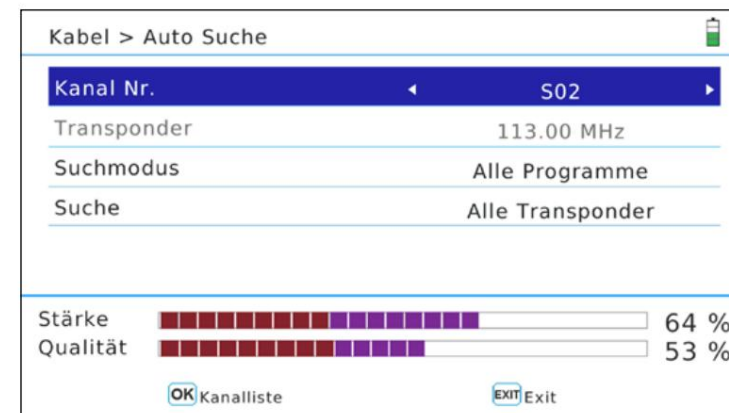 Kabel > Auto Suche
Kanal Nr. S02
Transponder 113.00 MHz
Suchmodus Alle Programme
Suche Alle Transponder
Stärke 64 %
Qualität 53 %
OK Kanalliste EXIT Exit